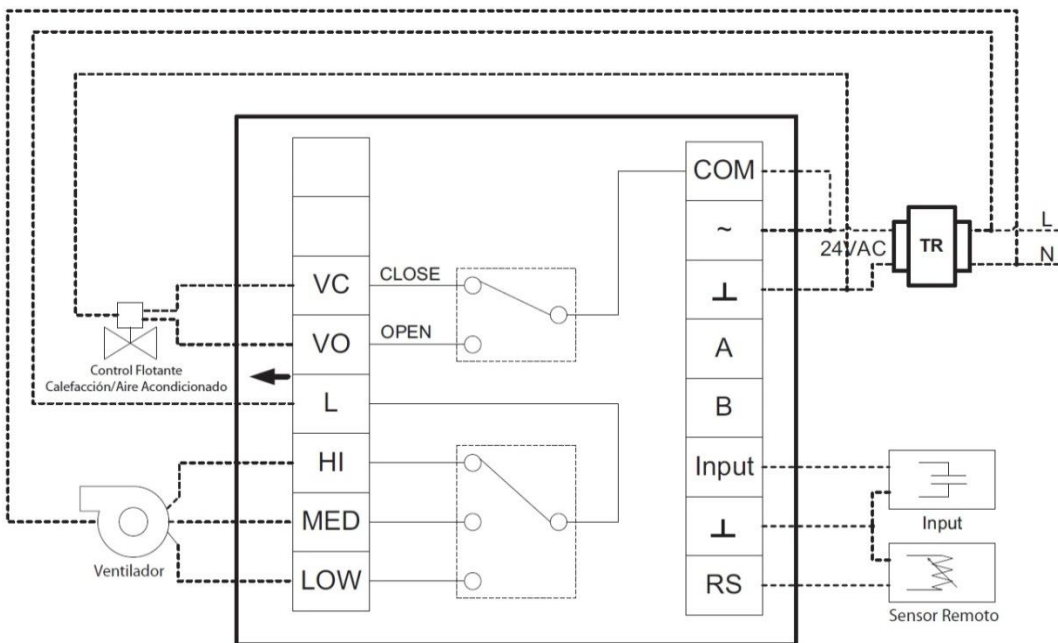 COM
~
24VAC
TR
L
N
VC
CLOSE
⊥
VO
OPEN
A
Control Flotante
Calefacción/Aire Acondicionado
L
B
HI
Input
MED
⊥
Input
Ventilador
LOW
RS
Sensor Remoto